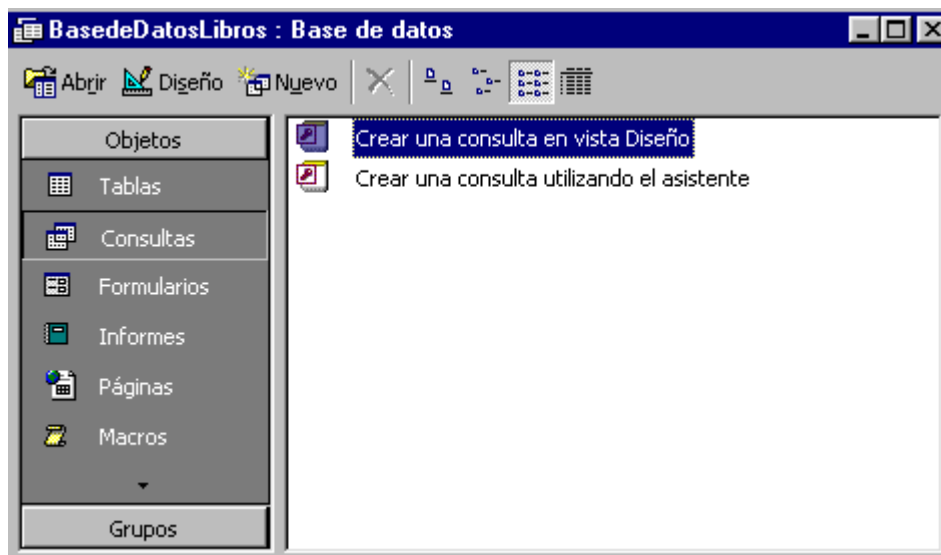 BasedeDatosLibros : Base de datos
Abrir Diseño Nuevo
Objetos
Tablas
Consultas
Formularios
Informes
Páginas
Macros
Grupos
Crear una consulta en vista Diseño
Crear una consulta utilizando el asistente